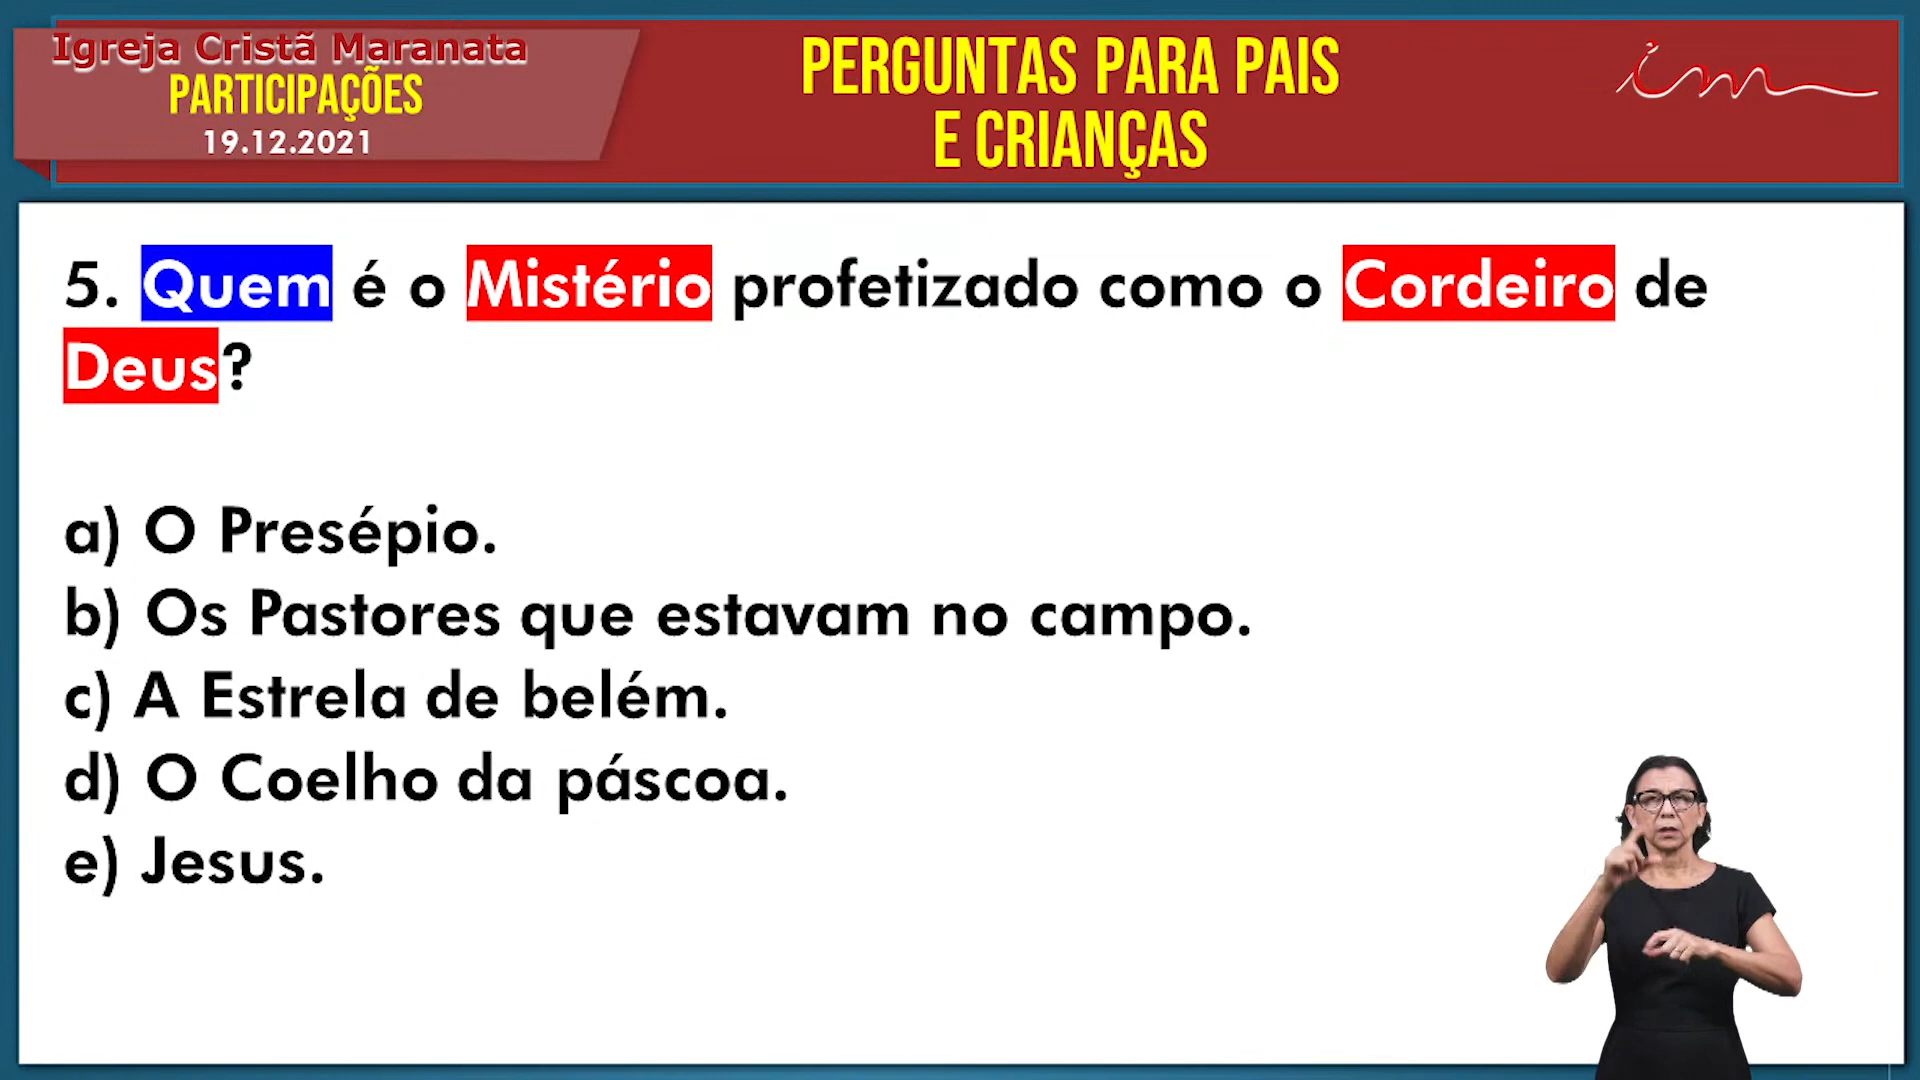 Igreja Cristã Maranata
PARTICIPAÇÕES
19.12.2021
PERGUNTAS PARA PAIS
E CRIANÇAS
im
5. Quem é o Mistério profetizado como o Cordeiro de
Deus?
a) O Presépio.
b) Os Pastores que estavam no campo.
c) A Estrela de belém.
d) O Coelho da páscoa.
e) Jesus.